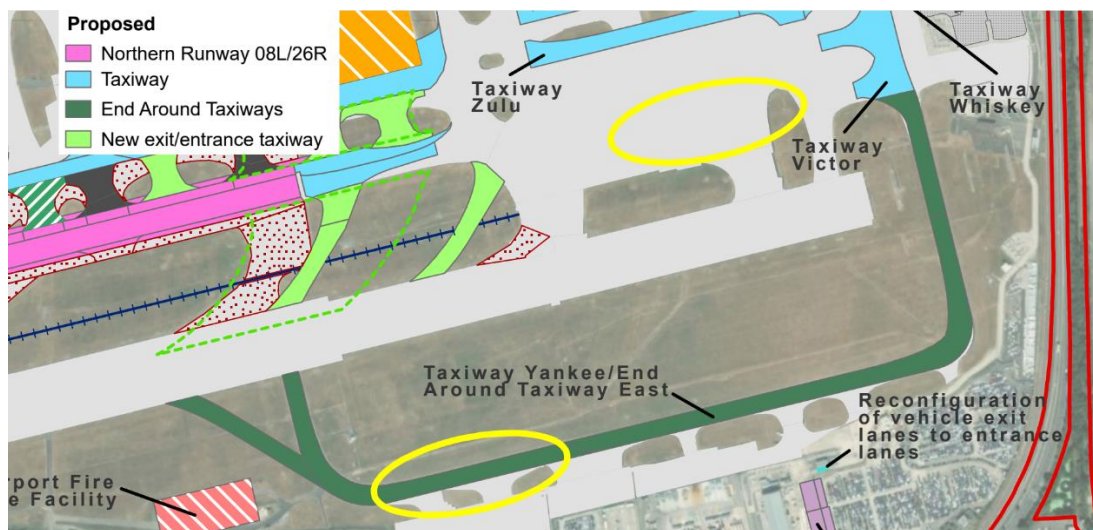 Proposed
Northern Runway 08L/26R
Taxiway
End Around Taxiways
New exit/entrance taxiway
Taxiway
Zulu
Taxiway
Victor
Taxiway
Whiskey
Taxiway Yankee/End
Around Taxiway East
Reconfiguration
of vehicle exit
lanes to entrance
lanes
Fire
Facility